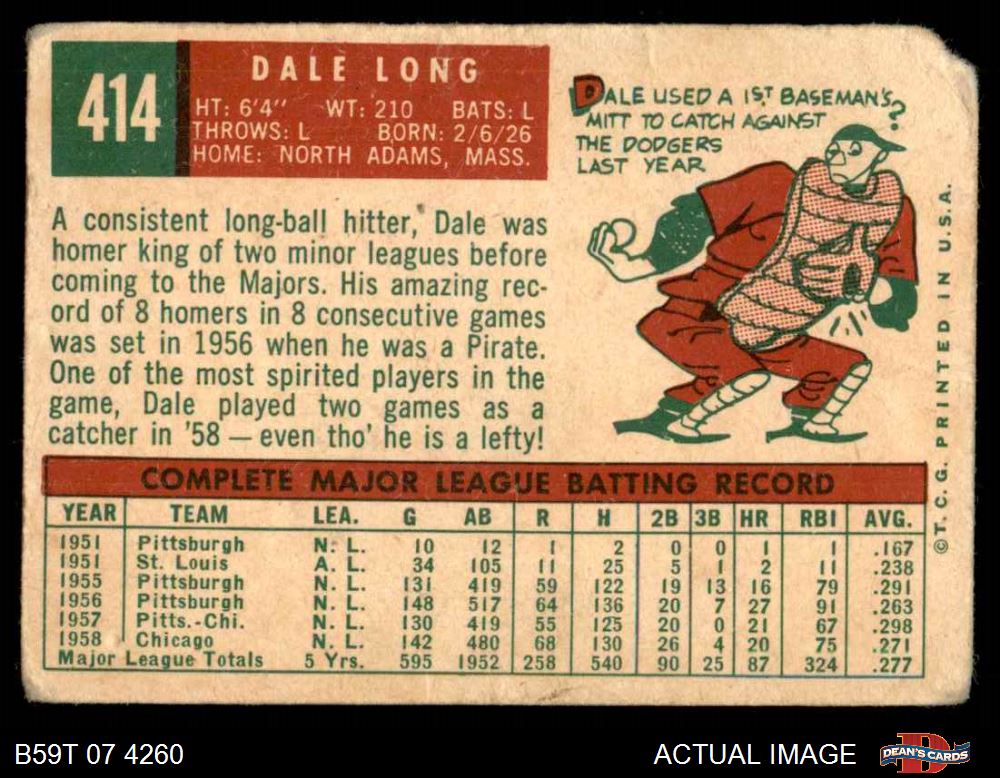 414
DALE LONG
HT: 6'4" WT: 210 BATS: L
THROWS: L BORN: 2/6/26
HOME: NORTH ADAMS, MASS.
DALE USED A 1ST BASEMAN'S
MITT TO CATCH AGAINST
THE DODGERS
LAST YEAR
?
A consistent long-ball hitter, Dale was
homer king of two minor leagues before
coming to the Majors. His amazing rec-
ord of 8 homers in 8 consecutive games
was set in 1956 when he was a Pirate.
One of the most spirited players in the
game, Dale played two games as a
catcher in '58 — even tho' he is a lefty!
COMPLETE MAJOR LEAGUE BATTING RECORD
YEAR TEAM LEA. G AB R H 2B 3B HR RBI AVG.
1951 Pittsburgh N. L. 10 12 1 2 0 0 1 1 .167
1951 St. Louis A. L. 34 105 11 25 5 1 2 11 .238
1955 Pittsburgh N. L. 131 419 59 122 19 13 16 79 .291
1956 Pittsburgh N. L. 148 517 64 136 20 7 27 91 .263
1957 Pitts.-Chi. N. L. 130 419 55 125 20 0 21 67 .298
1958 Chicago N. L. 142 480 68 130 26 4 20 75 .271
Major League Totals 5 Yrs. 595 1952 258 540 90 25 87 324 .277
© T. C. G. PRINTED IN U.S.A.
B59T 07 4260
ACTUAL IMAGE
DEAN'S CARDS